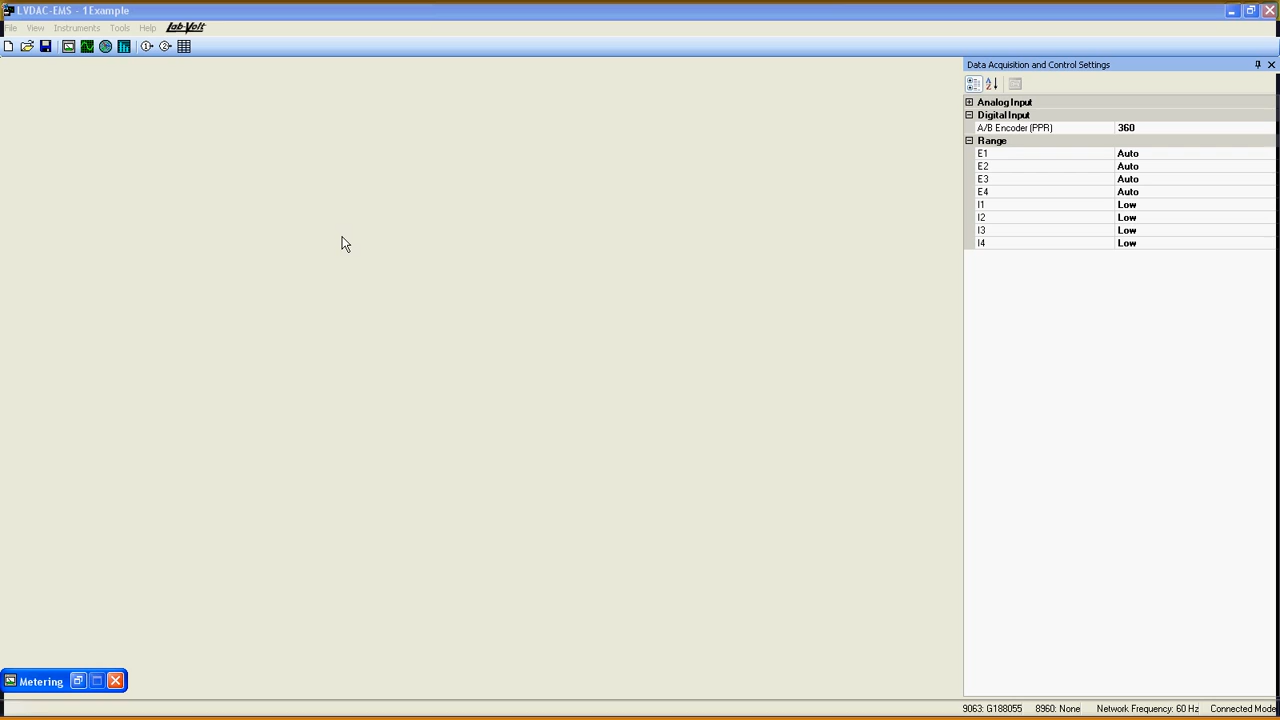 LVDAC-EMS - 1Example
File View Instruments Tools Help Lab-Volt
1 2
Data Acquisition and Control Settings
Analog Input
Digital Input
A/B Encoder (PPR) 360
Range
E1 Auto
E2 Auto
E3 Auto
E4 Auto
I1 Low
I2 Low
I3 Low
I4 Low
Metering
9063: G188055 8960: None Network Frequency: 60 Hz Connected Mode